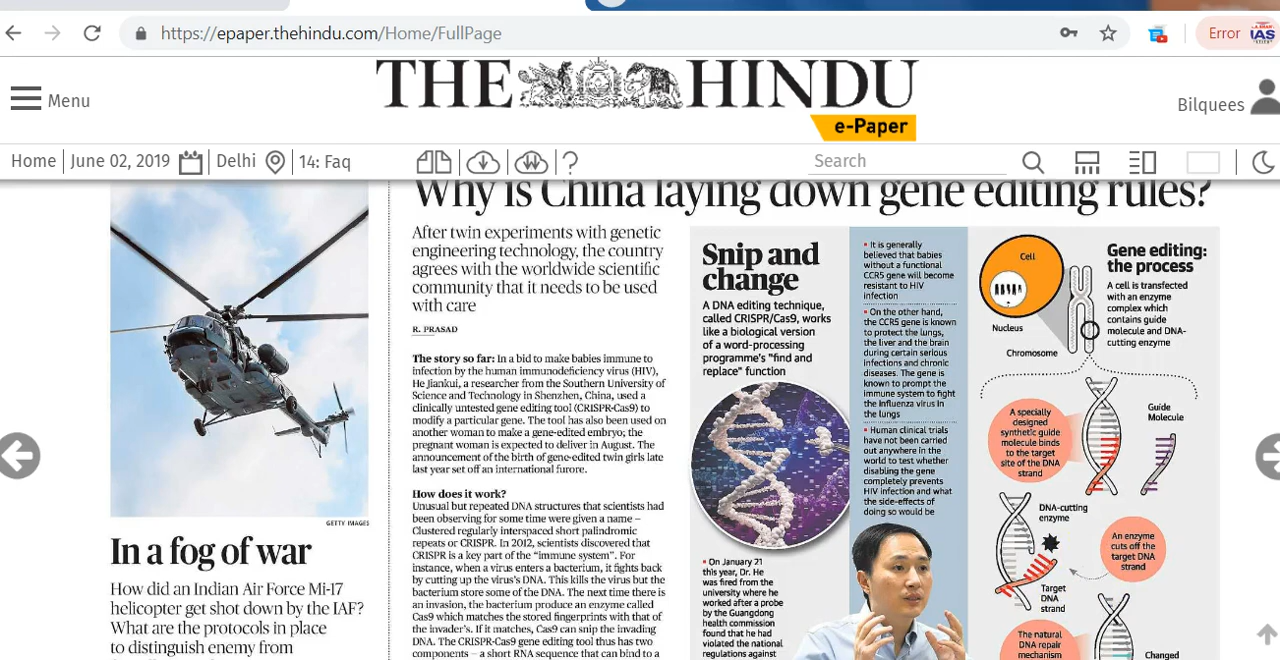 https://epaper.thehindu.com/Home/FullPage
Error
Menu
THE HINDU
e-Paper
Bilquees
Home
June 02, 2019
Delhi
14: Faq
?
Search
Why is China laying down gene editing rules?
GETTY IMAGES
In a fog of war
How did an Indian Air Force Mi-17
helicopter get shot down by the IAF?
What are the protocols in place
to distinguish enemy from
After twin experiments with genetic
engineering technology, the country
agrees with the worldwide scientific
community that it needs to be used
with care
R. PRASAD
The story so far: In a bid to make babies immune to
infection by the human immunodeficiency virus (HIV),
He Jiankui, a researcher from the Southern University of
Science and Technology in Shenzhen, China, used a
clinically untested gene editing tool (CRISPR-Cas9) to
modify a particular gene. The tool has also been used on
another woman to make a gene-edited embryo; the
pregnant woman is expected to deliver in August. The
announcement of the birth of gene-edited twin girls late
last year set off an international furore.
How does it work?
Unusual but repeated DNA structures that scientists had
been observing for some time were given a name –
Clustered regularly interspaced short palindromic
repeats or CRISPR. In 2012, scientists discovered that
CRISPR is a key part of the “immune system”. For
instance, when a virus enters a bacterium, it fights back
by cutting up the virus’s DNA. This kills the virus but the
bacterium store some of the DNA. The next time there is
an invasion, the bacterium produce an enzyme called
Cas9 which matches the stored fingerprints with that of
the invader’s. If it matches, Cas9 can snip the invading
DNA. The CRISPR-Cas9 gene editing tool thus has two
components – a short RNA sequence that can bind to a
Snip and
change
A DNA editing technique,
called CRISPR/Cas9, works
like a biological version
of a word-processing
programme's "find and
replace" function
• On January 21
this year, Dr. He
was fired from the
university where he
worked after a probe
by the Guangdong
health commission
found that he had
violated the national
regulations against
• It is generally
believed that babies
without a functional
CCR5 gene will become
resistant to HIV
infection
• On the other hand,
the CCR5 gene is known
to protect the lungs,
the liver and the brain
during certain serious
infections and chronic
diseases. The gene is
known to prompt the
immune system to fight
the Influenza virus in
the lungs
• Human clinical trials
have not been carried
out anywhere in the
world to test whether
disabling the gene
completely prevents
HIV infection and what
the side-effects of
doing so would be
Cell
Nucleus
Chromosome
Gene editing:
the process
A cell is transfected
with an enzyme
complex which
contains guide
molecule and DNA-
cutting enzyme
A specially
designed
synthetic guide
molecule binds
to the target
site of the DNA
strand
Guide
Molecule
DNA-cutting
enzyme
An enzyme
cuts off the
target DNA
strand
Target
DNA
strand
The natural
DNA repair
mechanism
Changed